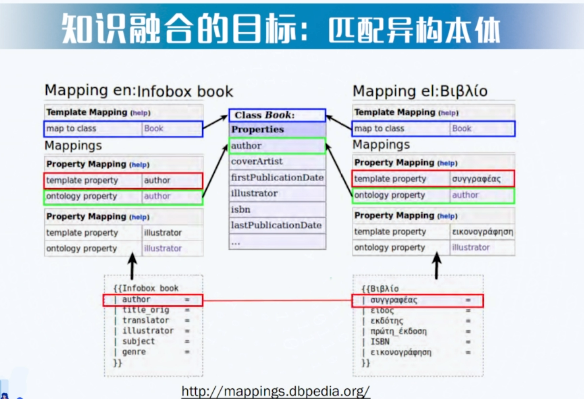 知识融合的目标：匹配异构本体
Mapping en:Infobox book
Template Mapping (help)
map to class Book
Mappings
Property Mapping (help)
template property author
ontology property author
Property Mapping (help)
template property illustrator
ontology property illustrator
{{Infobox book
| author =
| title_orig =
| translator =
| illustrator =
| subject =
| genre =
}}
Class Book:
Properties
author
coverArtist
firstPublicationDate
illustrator
isbn
lastPublicationDate
...
Mapping el:Βιβλίο
Template Mapping (help)
map to class Book
Mappings
Property Mapping (help)
template property συγγραφέας
ontology property author
Property Mapping (help)
template property εικονογράφηση
ontology property illustrator
{{Βιβλίο
| συγγραφέας =
| είδος =
| εκδότης =
| πρώτη_έκδοση =
| ISBN =
| εικονογράφηση =
}}
http://mappings.dbpedia.org/